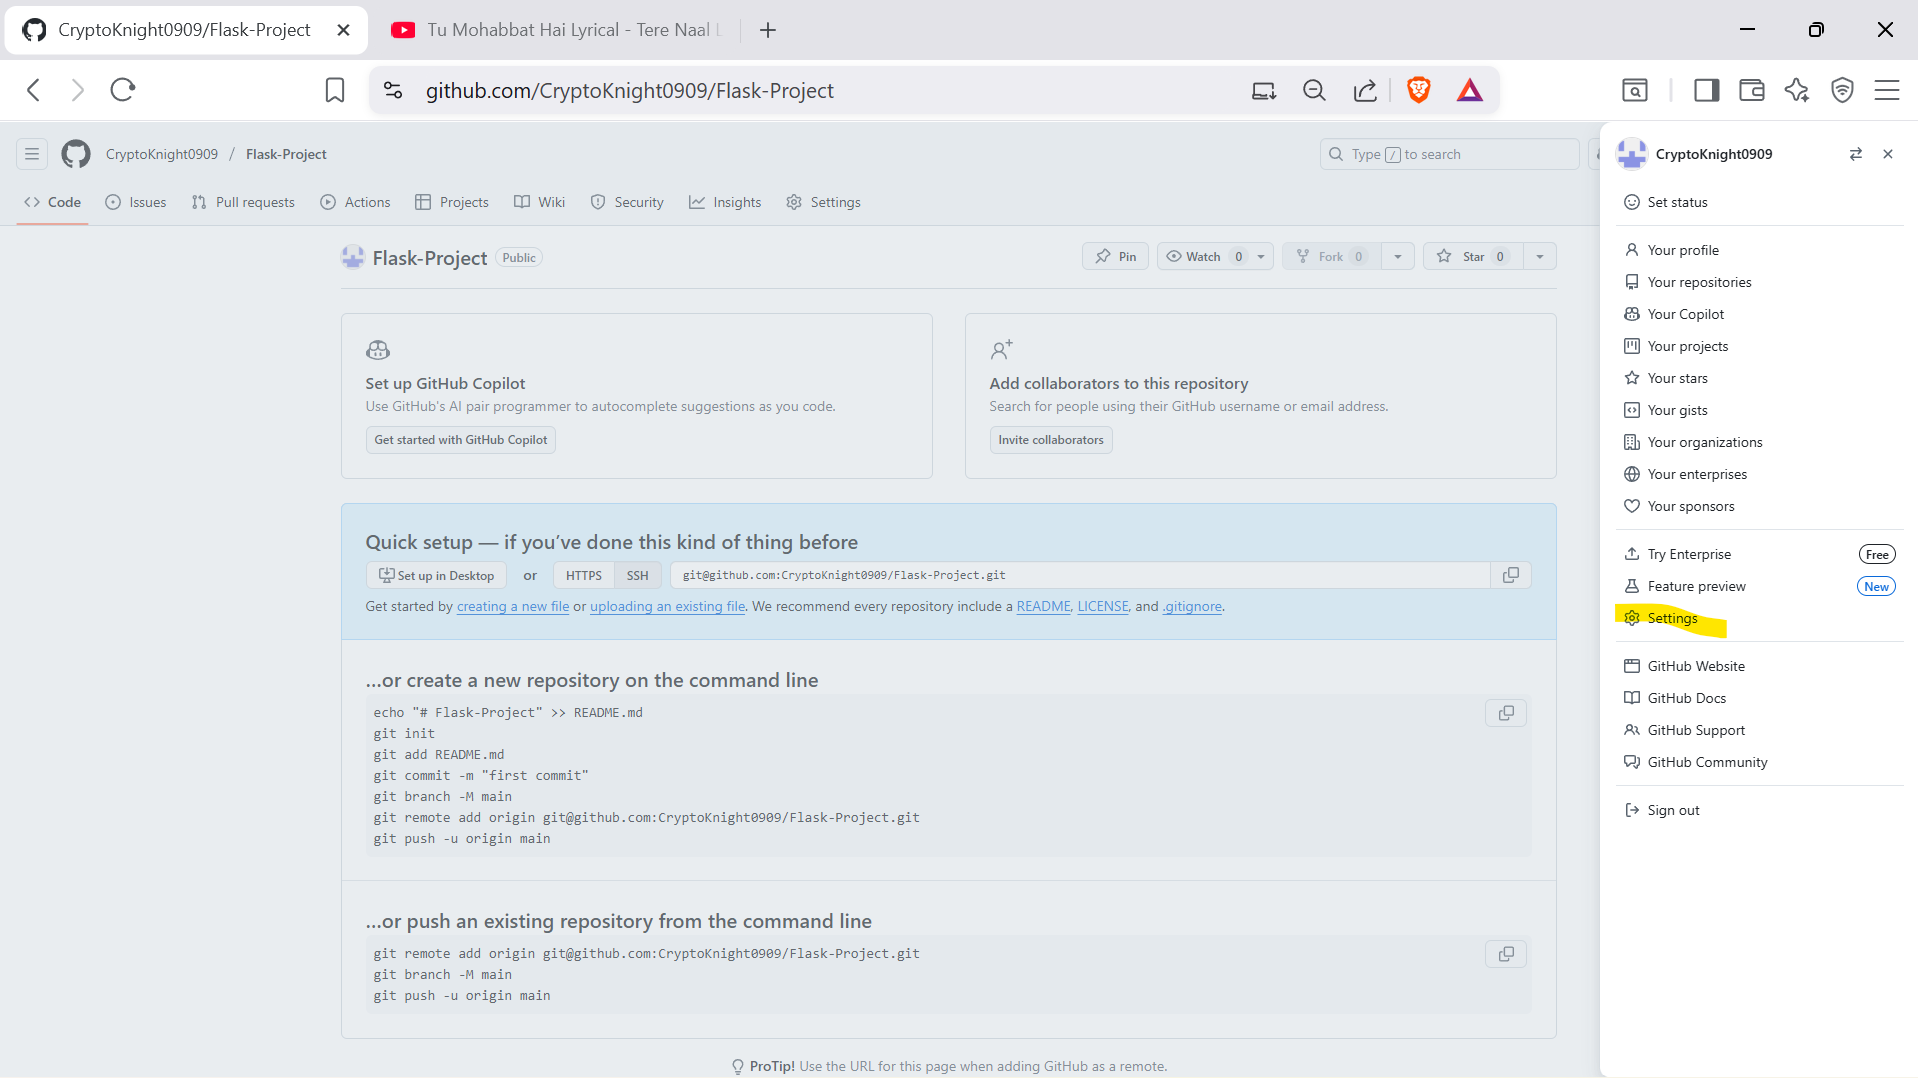 CryptoKnight0909/Flask-Project
Tu Mohabbat Hai Lyrical - Tere Naal
github.com/CryptoKnight0909/Flask-Project
CryptoKnight0909 / Flask-Project
Type / to search
Code Issues Pull requests Actions Projects Wiki Security Insights Settings
Flask-Project Public
Pin Watch 0 Fork 0 Star 0
Set up GitHub Copilot
Use GitHub's AI pair programmer to autocomplete suggestions as you code.
Get started with GitHub Copilot
Add collaborators to this repository
Search for people using their GitHub username or email address.
Invite collaborators
Quick setup — if you’ve done this kind of thing before
Set up in Desktop or HTTPS SSH git@github.com:CryptoKnight0909/Flask-Project.git
Get started by creating a new file or uploading an existing file. We recommend every repository include a README, LICENSE, and .gitignore.
…or create a new repository on the command line
echo "# Flask-Project" >> README.md
git init
git add README.md
git commit -m "first commit"
git branch -M main
git remote add origin git@github.com:CryptoKnight0909/Flask-Project.git
git push -u origin main
…or push an existing repository from the command line
git remote add origin git@github.com:CryptoKnight0909/Flask-Project.git
git branch -M main
git push -u origin main
ProTip! Use the URL for this page when adding GitHub as a remote.
CryptoKnight0909
Set status
Your profile
Your repositories
Your Copilot
Your projects
Your stars
Your gists
Your organizations
Your enterprises
Your sponsors
Try Enterprise Free
Feature preview New
Settings
GitHub Website
GitHub Docs
GitHub Support
GitHub Community
Sign out